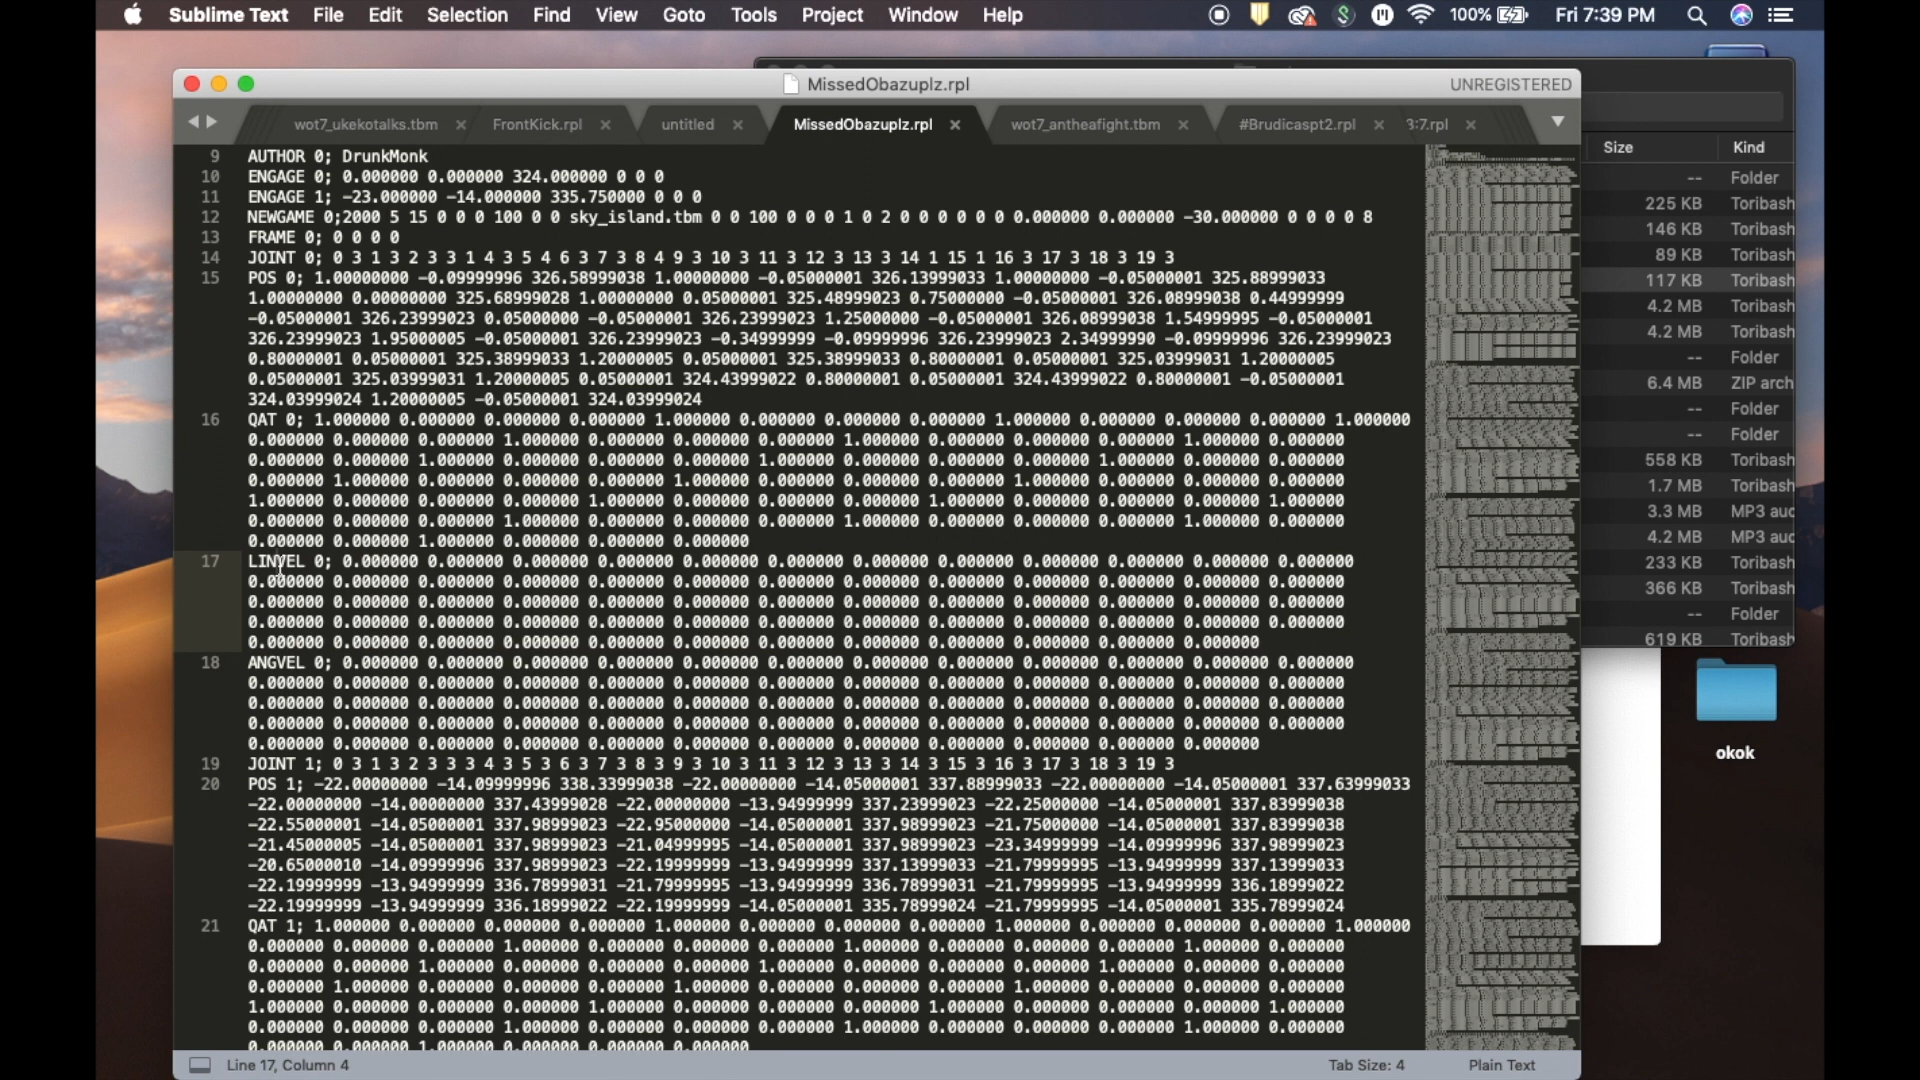 Sublime Text File Edit Selection Find View Goto Tools Project Window Help 100% Fri 7:39 PM
MissedObazuplz.rpl UNREGISTERED
wot7_ukekotalks.tbm FrontKick.rpl untitled MissedObazuplz.rpl wot7_antheafight.tbm #Brudicaspt2.rpl 3:7.rpl
9 AUTHOR 0; DrunkMonk
10 ENGAGE 0; 0.000000 0.000000 324.000000 0 0 0
11 ENGAGE 1; -23.000000 -14.000000 335.750000 0 0 0
12 NEWGAME 0;2000 5 15 0 0 0 100 0 0 sky_island.tbm 0 0 100 0 0 0 1 0 2 0 0 0 0 0 0 0.000000 0.000000 -30.000000 0 0 0 0 8
13 FRAME 0; 0 0 0 0
14 JOINT 0; 0 3 1 3 2 3 3 1 4 3 5 4 6 3 7 3 8 4 9 3 10 3 11 3 12 3 13 3 14 1 15 1 16 3 17 3 18 3 19 3
15 POS 0; 1.00000000 -0.09999996 326.58999038 1.00000000 -0.05000001 326.13999033 1.00000000 -0.05000001 325.88999033
1.00000000 0.00000000 325.68999028 1.00000000 0.05000001 325.48999023 0.75000000 -0.05000001 326.08999038 0.44999999
-0.05000001 326.23999023 0.05000000 -0.05000001 326.23999023 1.25000000 -0.05000001 326.08999038 1.54999995 -0.05000001
326.23999023 1.95000005 -0.05000001 326.23999023 -0.34999999 -0.09999996 326.23999023 2.34999990 -0.09999996 326.23999023
0.80000001 0.05000001 325.38999033 1.20000005 0.05000001 325.38999033 0.80000001 0.05000001 325.03999031 1.20000005
0.05000001 325.03999031 1.20000005 0.05000001 324.43999022 0.80000001 0.05000001 324.43999022 0.80000001 -0.05000001
324.03999024 1.20000005 -0.05000001 324.03999024
16 QAT 0; 1.000000 0.000000 0.000000 0.000000 1.000000 0.000000 0.000000 0.000000 1.000000 0.000000 0.000000 0.000000 1.000000
0.000000 0.000000 0.000000 1.000000 0.000000 0.000000 0.000000 1.000000 0.000000 0.000000 0.000000 1.000000 0.000000
0.000000 0.000000 1.000000 0.000000 0.000000 0.000000 1.000000 0.000000 0.000000 0.000000 1.000000 0.000000 0.000000
0.000000 1.000000 0.000000 0.000000 0.000000 1.000000 0.000000 0.000000 0.000000 1.000000 0.000000 0.000000 0.000000
1.000000 0.000000 0.000000 0.000000 1.000000 0.000000 0.000000 0.000000 1.000000 0.000000 0.000000 0.000000 1.000000
0.000000 0.000000 0.000000 1.000000 0.000000 0.000000 0.000000 1.000000 0.000000 0.000000 0.000000 1.000000 0.000000
0.000000 0.000000 1.000000 0.000000 0.000000 0.000000
17 LINVEL 0; 0.000000 0.000000 0.000000 0.000000 0.000000 0.000000 0.000000 0.000000 0.000000 0.000000 0.000000 0.000000
0.000000 0.000000 0.000000 0.000000 0.000000 0.000000 0.000000 0.000000 0.000000 0.000000 0.000000 0.000000 0.000000
0.000000 0.000000 0.000000 0.000000 0.000000 0.000000 0.000000 0.000000 0.000000 0.000000 0.000000 0.000000 0.000000
0.000000 0.000000 0.000000 0.000000 0.000000 0.000000 0.000000 0.000000 0.000000 0.000000 0.000000 0.000000 0.000000
0.000000 0.000000 0.000000 0.000000 0.000000 0.000000 0.000000 0.000000 0.000000 0.000000 0.000000 0.000000
18 ANGVEL 0; 0.000000 0.000000 0.000000 0.000000 0.000000 0.000000 0.000000 0.000000 0.000000 0.000000 0.000000 0.000000
0.000000 0.000000 0.000000 0.000000 0.000000 0.000000 0.000000 0.000000 0.000000 0.000000 0.000000 0.000000 0.000000
0.000000 0.000000 0.000000 0.000000 0.000000 0.000000 0.000000 0.000000 0.000000 0.000000 0.000000 0.000000 0.000000
0.000000 0.000000 0.000000 0.000000 0.000000 0.000000 0.000000 0.000000 0.000000 0.000000 0.000000 0.000000 0.000000
0.000000 0.000000 0.000000 0.000000 0.000000 0.000000 0.000000 0.000000 0.000000 0.000000 0.000000 0.000000
19 JOINT 1; 0 3 1 3 2 3 3 3 4 3 5 3 6 3 7 3 8 3 9 3 10 3 11 3 12 3 13 3 14 3 15 3 16 3 17 3 18 3 19 3
20 POS 1; -22.00000000 -14.09999996 338.33999038 -22.00000000 -14.05000001 337.88999033 -22.00000000 -14.05000001 337.63999033
-22.00000000 -14.00000000 337.43999028 -22.00000000 -13.94999999 337.23999023 -22.25000000 -14.05000001 337.83999038
-22.55000001 -14.05000001 337.98999023 -22.95000000 -14.05000001 337.98999023 -21.75000000 -14.05000001 337.83999038
-21.45000005 -14.05000001 337.98999023 -21.04999995 -14.05000001 337.98999023 -23.34999999 -14.09999996 337.98999023
-20.65000010 -14.09999996 337.98999023 -22.19999999 -13.94999999 337.13999033 -21.79999995 -13.94999999 337.13999033
-22.19999999 -13.94999999 336.78999031 -21.79999995 -13.94999999 336.78999031 -21.79999995 -13.94999999 336.18999022
-22.19999999 -13.94999999 336.18999022 -22.19999999 -14.05000001 335.78999024 -21.79999995 -14.05000001 335.78999024
21 QAT 1; 1.000000 0.000000 0.000000 0.000000 1.000000 0.000000 0.000000 0.000000 1.000000 0.000000 0.000000 0.000000 1.000000
0.000000 0.000000 0.000000 1.000000 0.000000 0.000000 0.000000 1.000000 0.000000 0.000000 0.000000 1.000000 0.000000
0.000000 0.000000 1.000000 0.000000 0.000000 0.000000 1.000000 0.000000 0.000000 0.000000 1.000000 0.000000 0.000000
0.000000 1.000000 0.000000 0.000000 0.000000 1.000000 0.000000 0.000000 0.000000 1.000000 0.000000 0.000000 0.000000
1.000000 0.000000 0.000000 0.000000 1.000000 0.000000 0.000000 0.000000 1.000000 0.000000 0.000000 0.000000 1.000000
0.000000 0.000000 0.000000 1.000000 0.000000 0.000000 0.000000 1.000000 0.000000 0.000000 0.000000 1.000000 0.000000
0.000000 0.000000 1.000000 0.000000 0.000000 0.000000
Line 17, Column 4 Tab Size: 4 Plain Text
Size Kind
-- Folder
225 KB Toribash
146 KB Toribash
89 KB Toribash
117 KB Toribash
4.2 MB Toribash
4.2 MB Toribash
-- Folder
6.4 MB ZIP arch
-- Folder
-- Folder
558 KB Toribash
1.7 MB Toribash
3.3 MB MP3 aud
4.2 MB MP3 aud
233 KB Toribash
366 KB Toribash
-- Folder
619 KB Toribash
okok